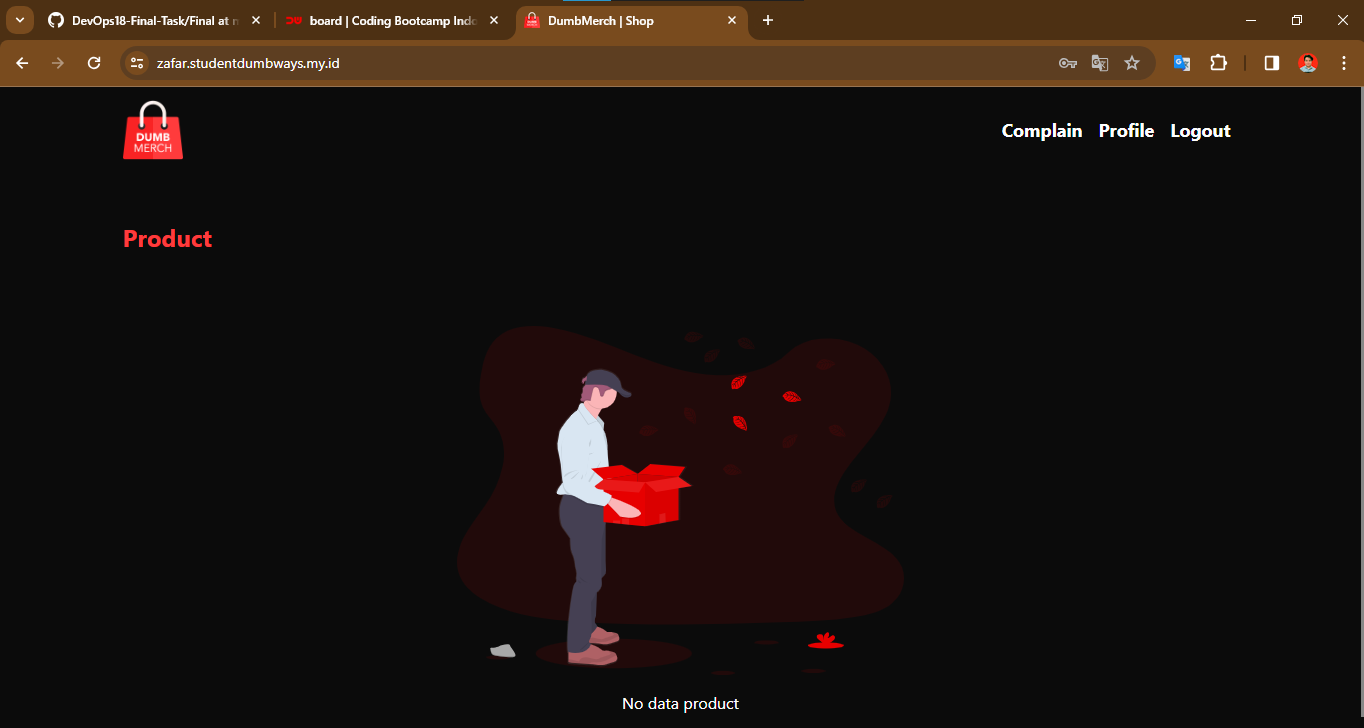 DevOps18-Final-Task/Final at m
board | Coding Bootcamp Indo
DumbMerch | Shop
zafar.studentdumbways.my.id
DUMB
MERCH
Complain Profile Logout
Product
No data product